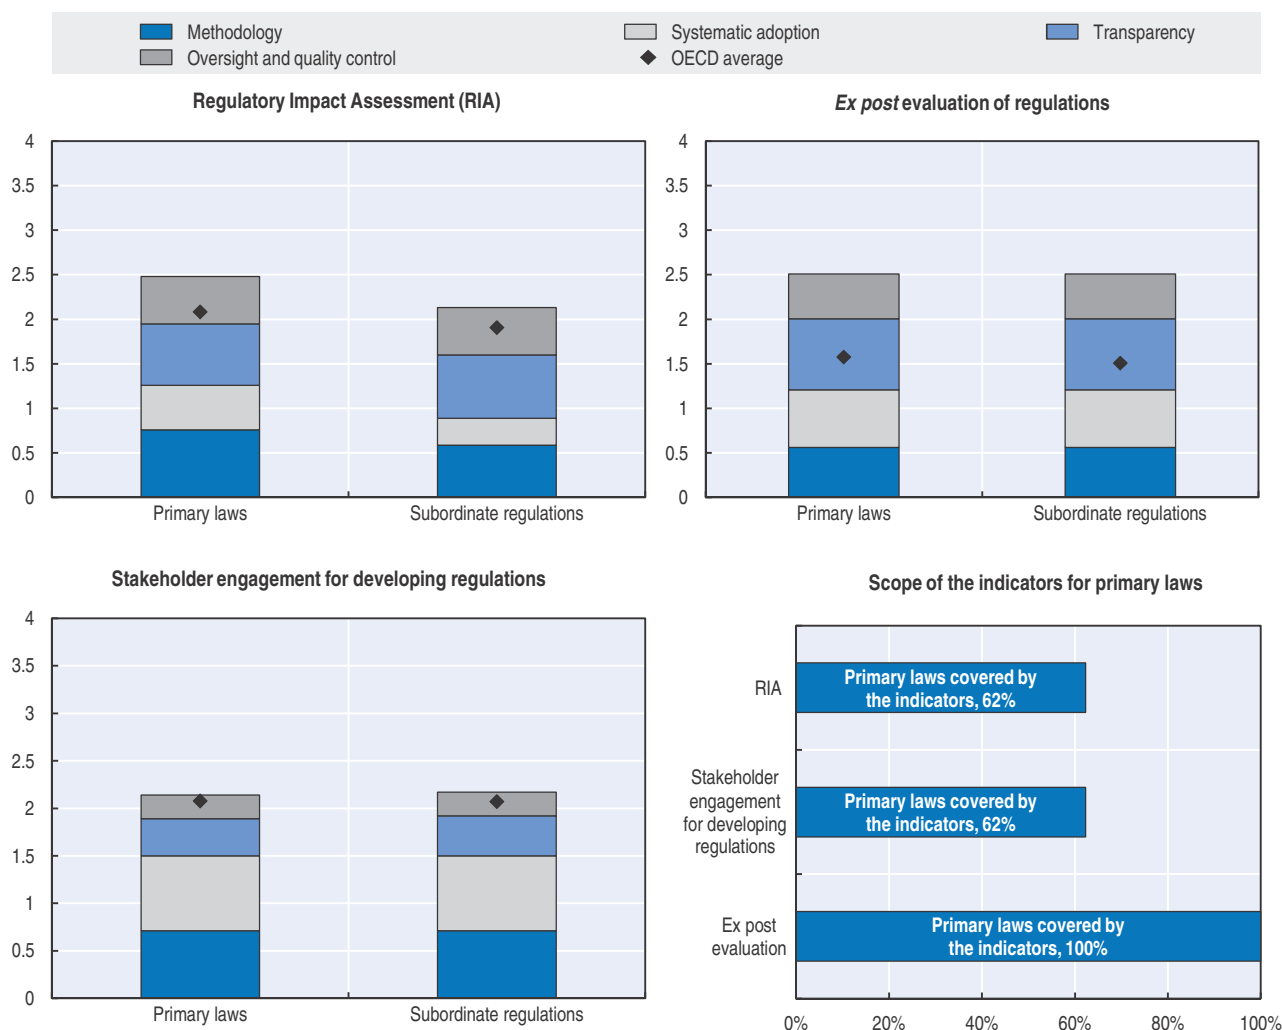 Methodology
Systematic adoption
Transparency
Oversight and quality control
OECD average
Regulatory Impact Assessment (RIA)
4
3.5
3
2.5
2
1.5
1
0.5
0
Primary laws
Subordinate regulations
Ex post evaluation of regulations
4
3.5
3
2.5
2
1.5
1
0.5
0
Primary laws
Subordinate regulations
Stakeholder engagement for developing regulations
4
3.5
3
2.5
2
1.5
1
0.5
0
Primary laws
Subordinate regulations
Scope of the indicators for primary laws
RIA
Primary laws covered by
the indicators, 62%
Stakeholder
engagement
for developing
regulations
Primary laws covered by
the indicators, 62%
Ex post
evaluation
Primary laws covered by
the indicators, 100%
0%
20%
40%
60%
80%
100%